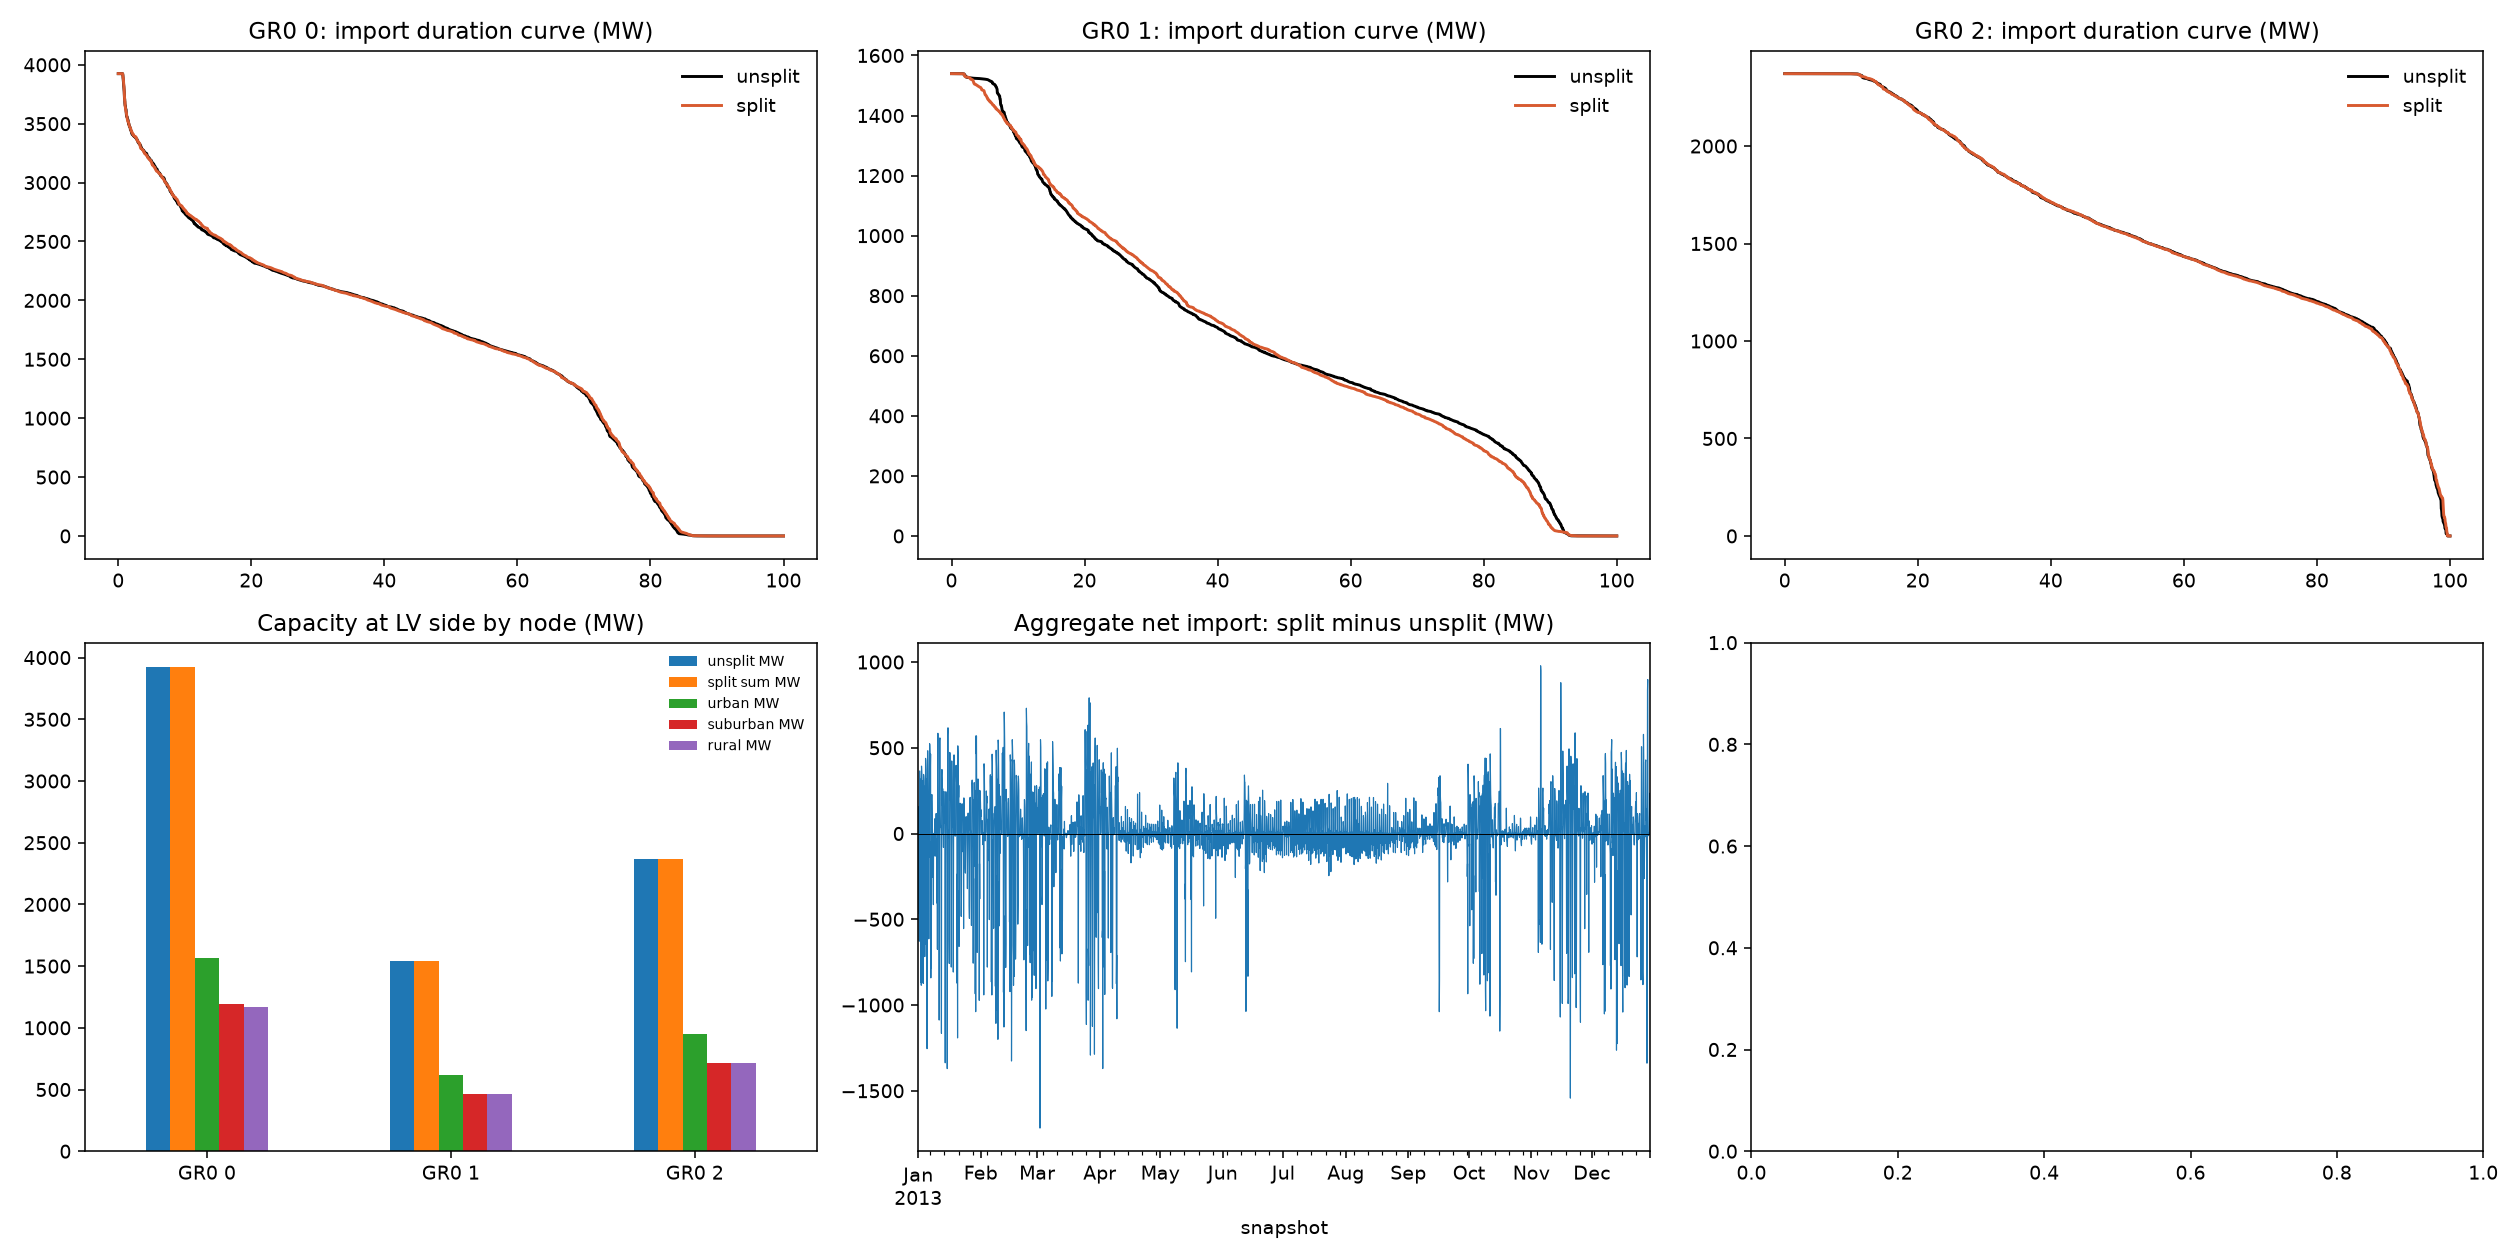 GR0 0: import duration curve (MW)
4000
3500
3000
2500
2000
1500
1000
500
0
0 20 40 60 80 100
unsplit
split
GR0 1: import duration curve (MW)
1600
1400
1200
1000
800
600
400
200
0
0 20 40 60 80 100
unsplit
split
GR0 2: import duration curve (MW)
2000
1500
1000
500
0
0 20 40 60 80 100
unsplit
split
Capacity at LV side by node (MW)
4000
3500
3000
2500
2000
1500
1000
500
0
GR0 0 GR0 1 GR0 2
unsplit MW
split sum MW
urban MW
suburban MW
rural MW
Aggregate net import: split minus unsplit (MW)
1000
500
0
−500
−1000
−1500
Jan Feb Mar Apr May Jun Jul Aug Sep Oct Nov Dec
2013
snapshot
1.0
0.8
0.6
0.4
0.2
0.0
0.0 0.2 0.4 0.6 0.8 1.0